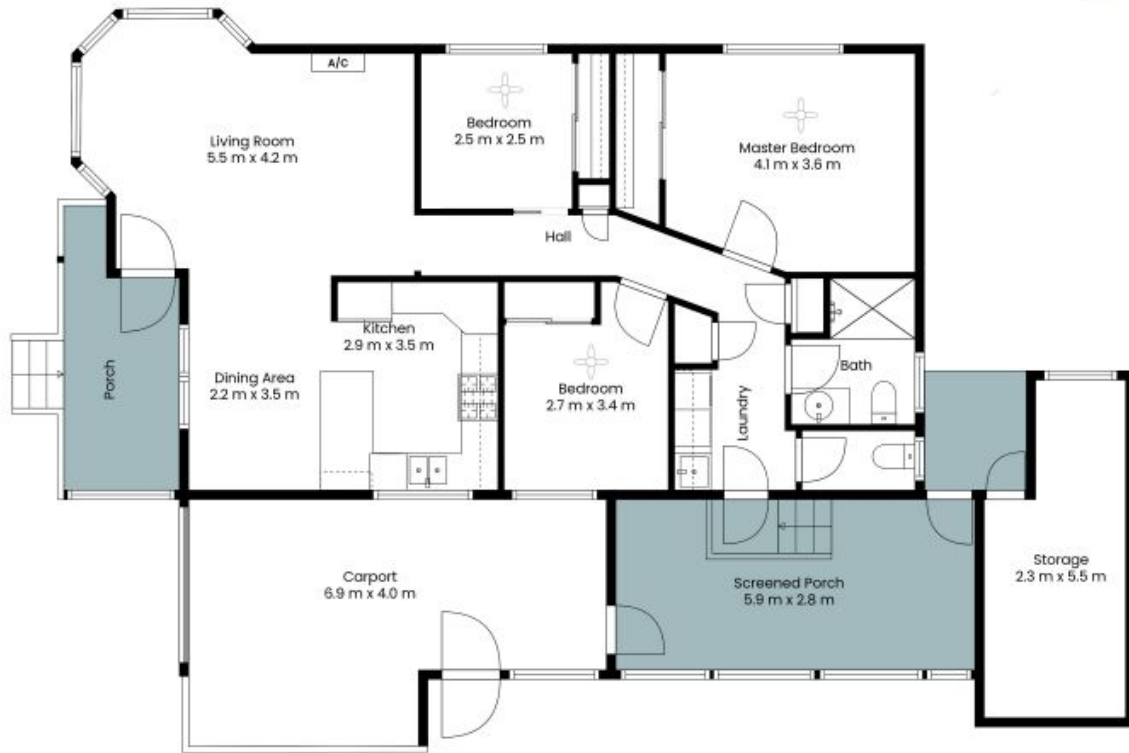 A/C
Living Room
5.5 m x 4.2 m
Bedroom
2.5 m x 2.5 m
Master Bedroom
4.1 m x 3.6 m
Hall
Kitchen
2.9 m x 3.5 m
Dining Area
2.2 m x 3.5 m
Porch
Bedroom
2.7 m x 3.4 m
Laundry
Bath
Carport
6.9 m x 4.0 m
Screened Porch
5.9 m x 2.8 m
Storage
2.3 m x 5.5 m